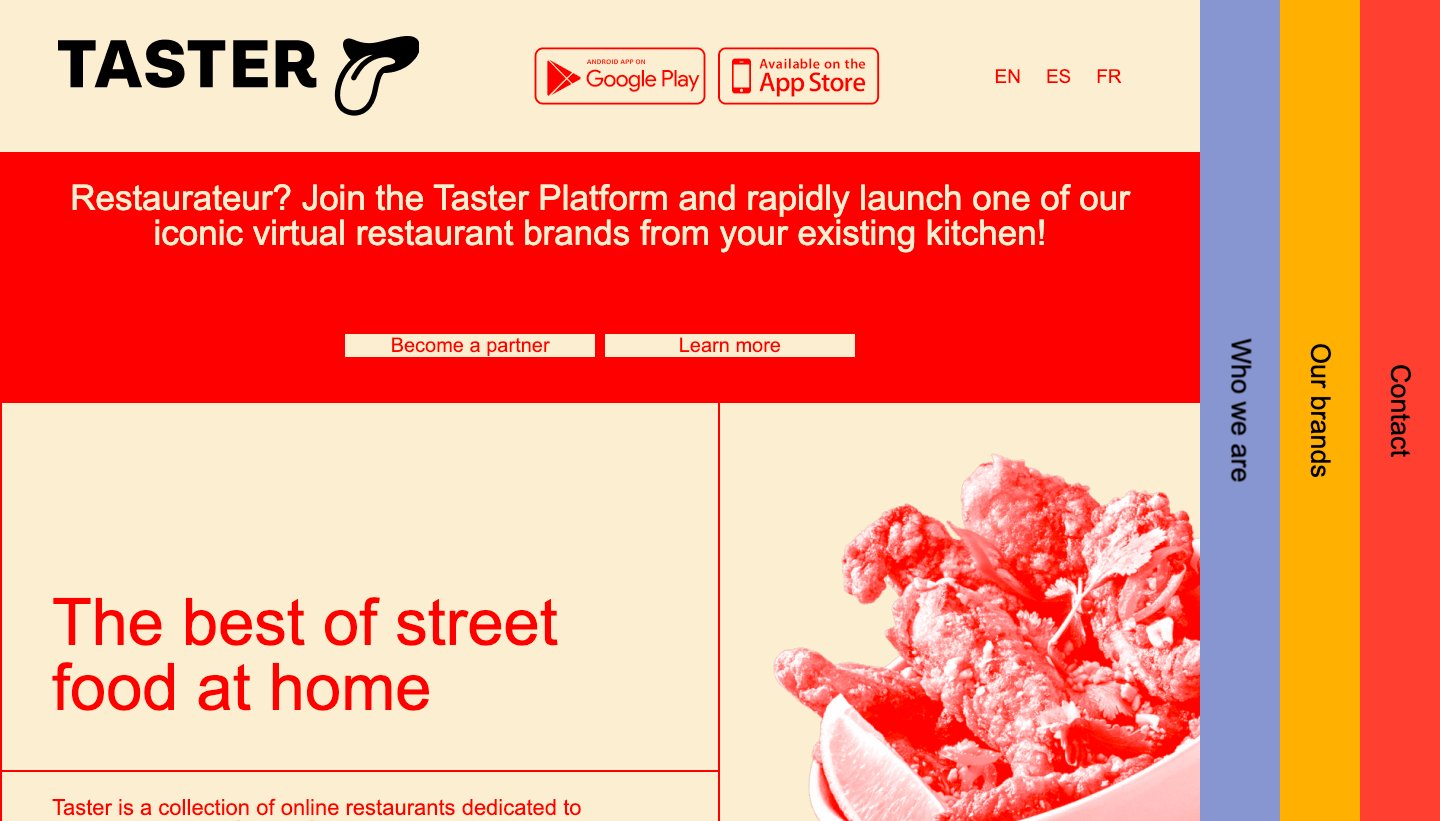 TASTER
ANDROID APP ON
Google Play
Available on the
App Store
EN ES FR
Restaurateur? Join the Taster Platform and rapidly launch one of our
iconic virtual restaurant brands from your existing kitchen!
Become a partner
Learn more
The best of street
food at home
Taster is a collection of online restaurants dedicated to
Who we are
Our brands
Contact